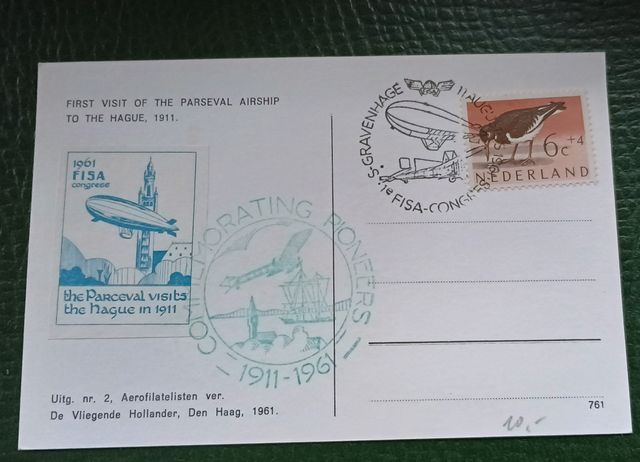 FIRST VISIT OF THE PARSEVAL AIRSHIP
TO THE HAGUE, 1911.
1961
FISA
congress
the Parceval visits
the hague in 1911
COMMEMORATING PIONEERS
1911-1961
'S-GRAVENHAGE
1e FISA-CONGRES
6c +4
NEDERLAND
Uitg. nr. 2, Aerofilatelisten ver.
De Vliegende Hollander, Den Haag, 1961.
761
10,-